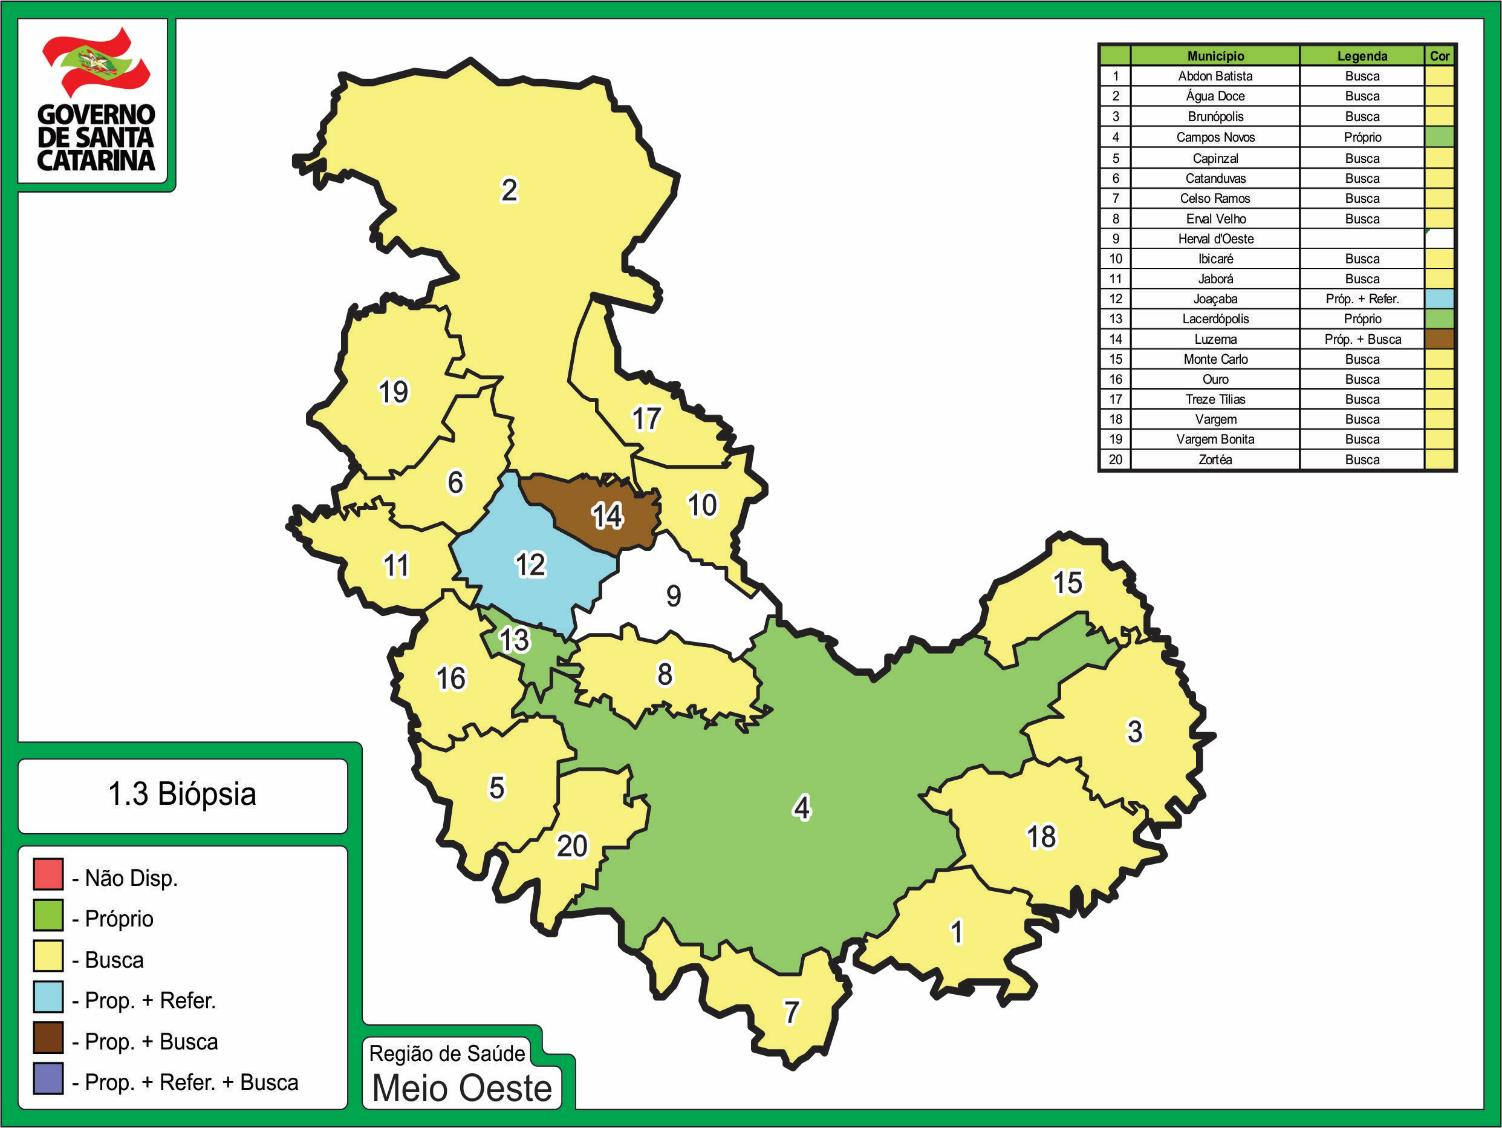 GOVERNO
DE SANTA
CATARINA
Município Legenda Cor
1 Abdon Batista Busca
2 Água Doce Busca
3 Brunópolis Busca
4 Campos Novos Próprio
5 Capinzal Busca
6 Catanduvas Busca
7 Celso Ramos Busca
8 Erval Velho Busca
9 Herval d'Oeste
10 Ibicaré Busca
11 Jaborá Busca
12 Joaçaba Próp. + Refer.
13 Lacerdópolis Próprio
14 Luzerna Próp. + Busca
15 Monte Carlo Busca
16 Ouro Busca
17 Treze Tílias Busca
18 Vargem Busca
19 Vargem Bonita Busca
20 Zortéa Busca
2
19
17
6
10
14
12
11
9
15
13
8
16
3
5
4
20
18
1
7
1.3 Biópsia
- Não Disp.
- Próprio
- Busca
- Prop. + Refer.
- Prop. + Busca
- Prop. + Refer. + Busca
Região de Saúde
Meio Oeste